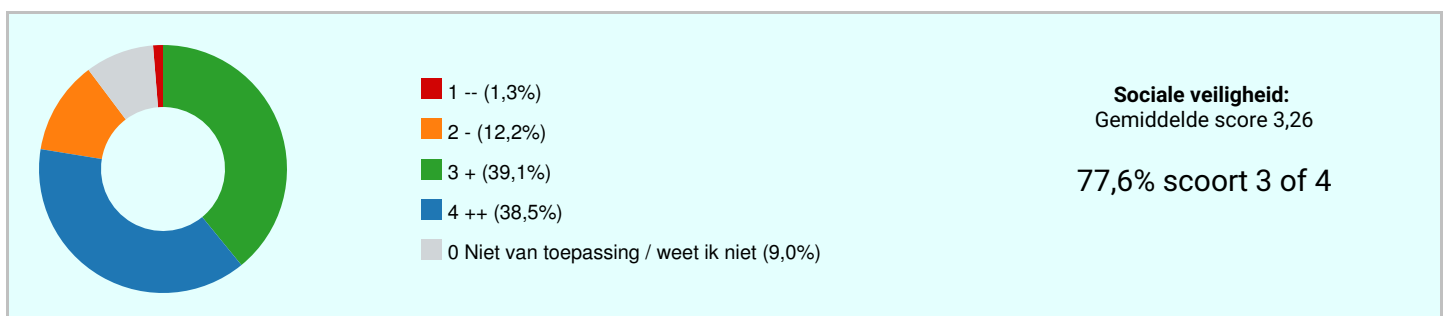 1 -- (1,3%)
2 - (12,2%)
3 + (39,1%)
4 ++ (38,5%)
0 Niet van toepassing / weet ik niet (9,0%)
Sociale veiligheid:
Gemiddelde score 3,26
77,6% scoort 3 of 4